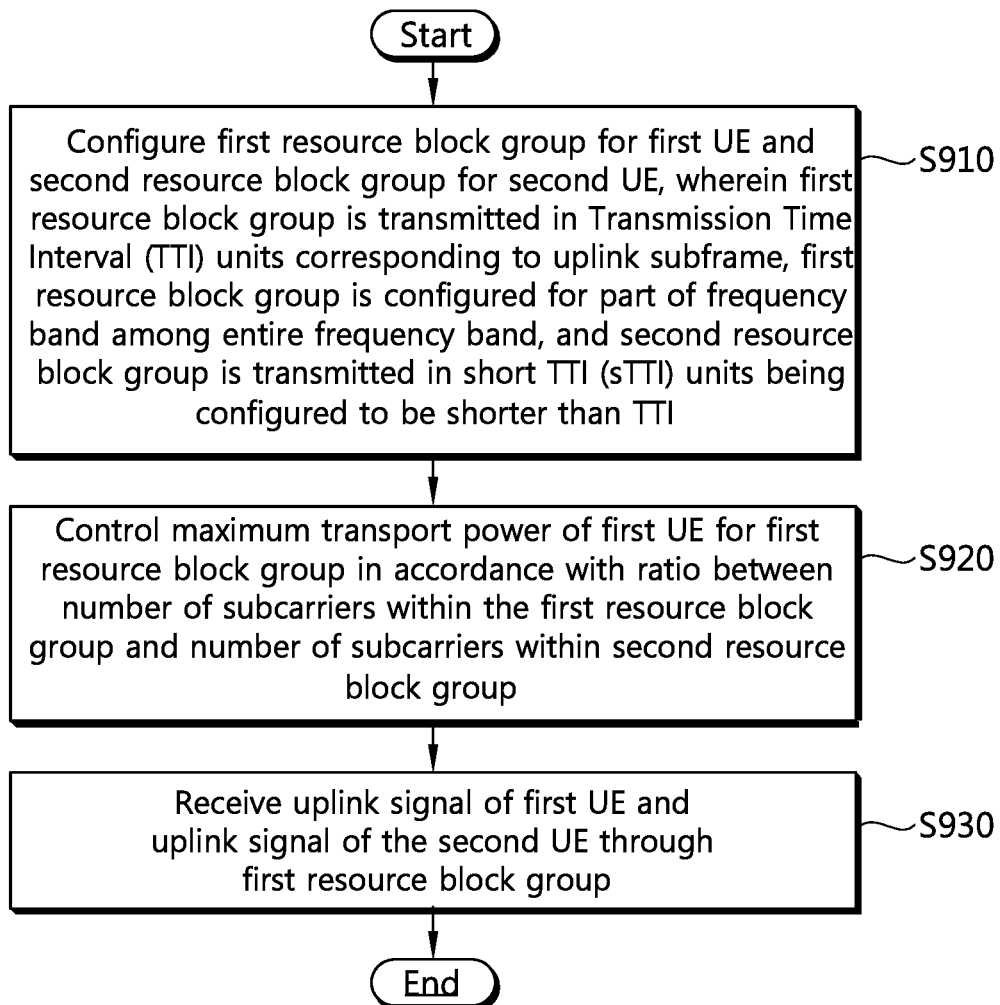 Start
Configure first resource block group for first UE and
second resource block group for second UE, wherein first
resource block group is transmitted in Transmission Time
Interval (TTI) units corresponding to uplink subframe, first
resource block group is configured for part of frequency
band among entire frequency band, and second resource
block group is transmitted in short TTI (sTTI) units being
configured to be shorter than TTI
S910
Control maximum transport power of first UE for first
resource block group in accordance with ratio between
number of subcarriers within the first resource block
group and number of subcarriers within second resource
block group
S920
Receive uplink signal of first UE and
uplink signal of the second UE through
first resource block group
S930
End